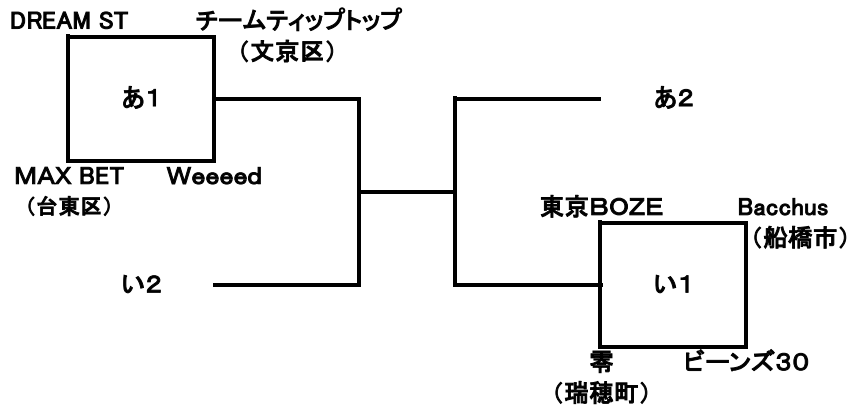 DREAM ST
チームティップトップ
（文京区）
あ１
あ２
MAX BET
Weeeed
（台東区）
東京BOZE
Bacchus
（船橋市）
い２
い１
零
ビーンズ３０
（瑞穂町）